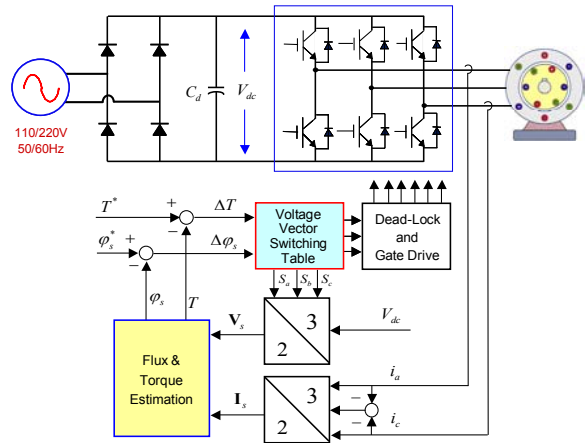 C_d
V_dc
110/220V
50/60Hz
T*
+
−
ΔT
φ_s*
+
−
Δφ_s
Voltage
Vector
Switching
Table
Dead-Lock
and
Gate Drive
S_a S_b S_c
φ_s
T
V_s
3
2
V_dc
Flux &
Torque
Estimation
I_s
3
2
i_a
−
−
i_c